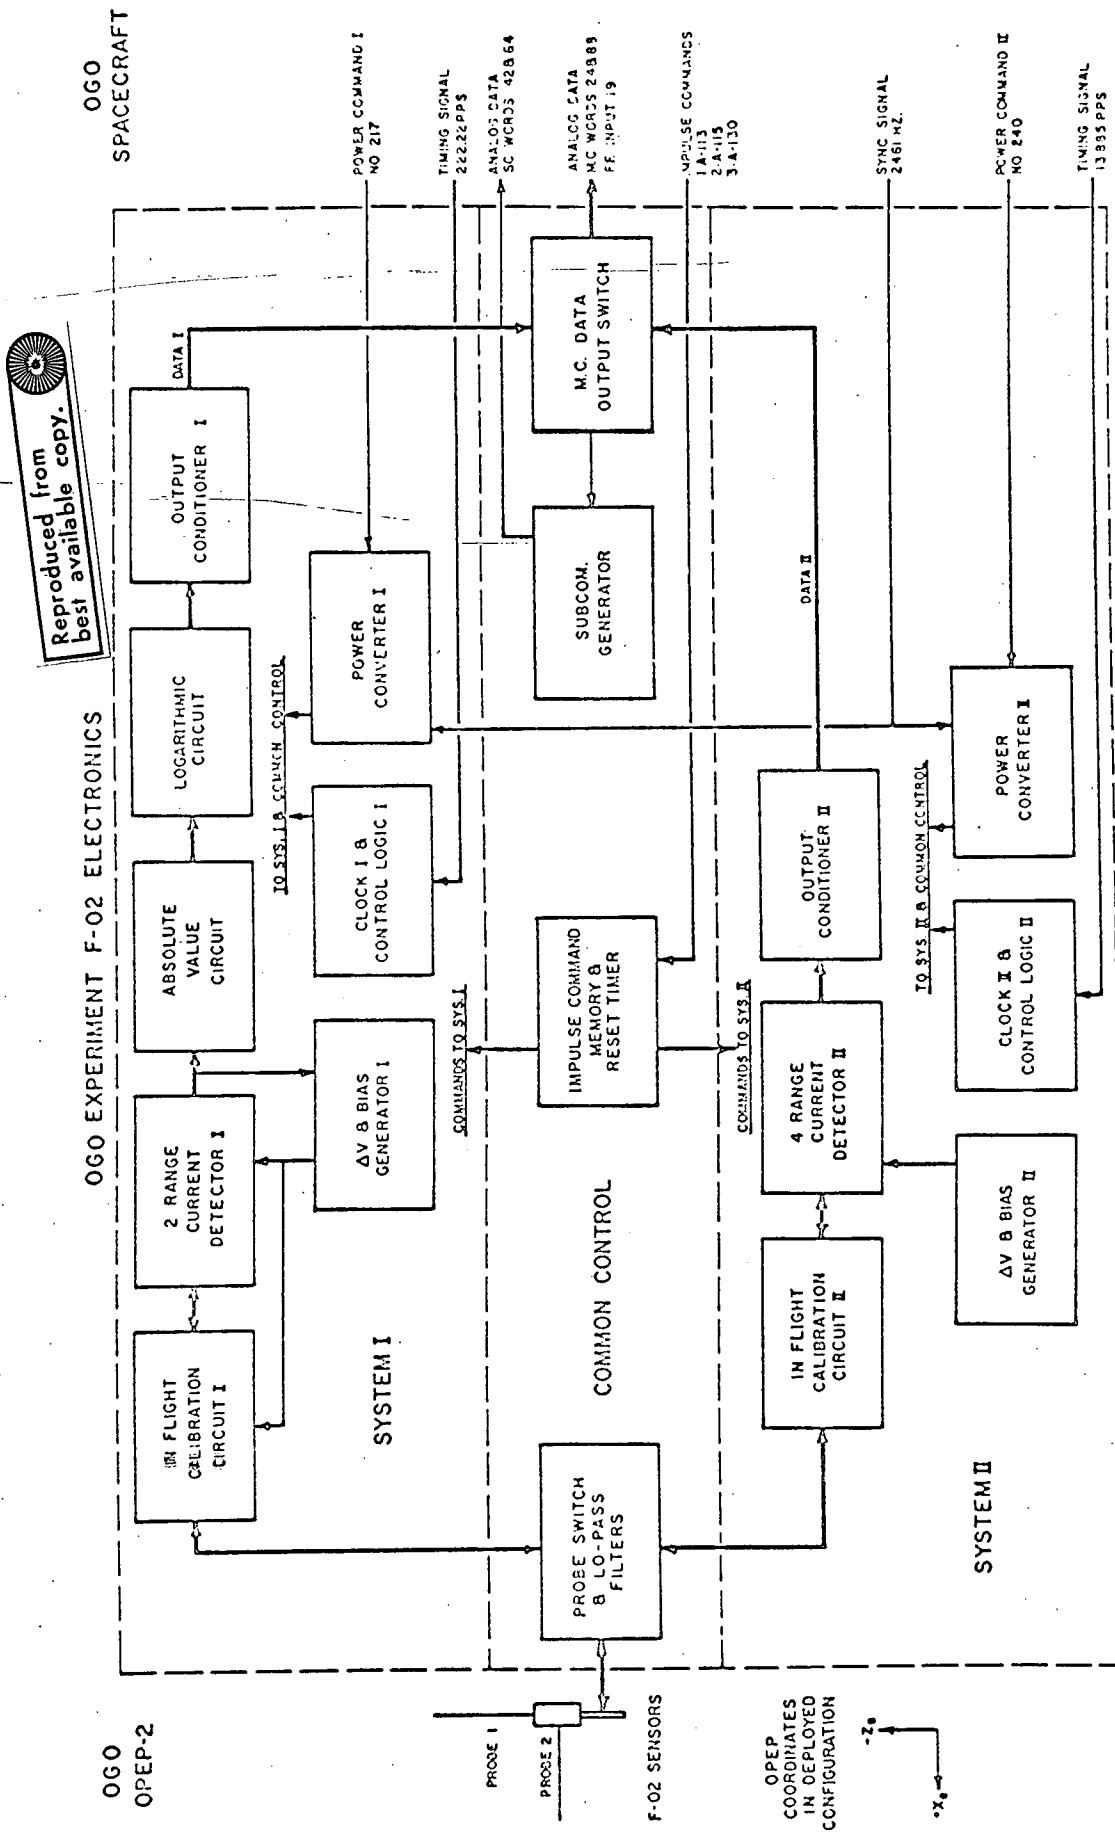 OGO EXPERIMENT F-02 ELECTRONICS
Reproduced from
best available copy.
OGO
OPEP-2
OGO
SPACECRAFT
IN FLIGHT
CALIBRATION
CIRCUIT I
2 RANGE
CURRENT
DETECTOR I
ABSOLUTE
VALUE
CIRCUIT
LOGARITHMIC
CIRCUIT
OUTPUT
CONDITIONER I
DATA I
TO SYS. I & COMMON CONTROL
ΔV & BIAS
GENERATOR I
CLOCK I &
CONTROL LOGIC I
POWER
CONVERTER I
POWER COMMAND I
NO 217
TIMING SIGNAL
222.22 PPS
SYSTEM I
COMMANDS TO SYS. I
ANALOG DATA
SC WORDS 42&64
PROBE 1
PROBE 2
F-02 SENSORS
PROBE SWITCH
& LO-PASS
FILTERS
COMMON CONTROL
IMPULSE COMMAND
MEMORY &
RESET TIMER
SUBCOM.
GENERATOR
M.C. DATA
OUTPUT SWITCH
ANALOG DATA
M.C WORDS 24&88
F.F. INPUT 19
IMPULSE COMMANDS
1 A-113
2-A-115
3-A-130
COMMANDS TO SYS. II
OPEP
COORDINATES
IN DEPLOYED
CONFIGURATION
-Z
IN FLIGHT
CALIBRATION
CIRCUIT II
4 RANGE
CURRENT
DETECTOR II
OUTPUT
CONDITIONER II
DATA II
SYNC SIGNAL
2461 HZ.
TO SYS II & COMMON CONTROL
SYSTEM II
ΔV & BIAS
GENERATOR II
CLOCK II &
CONTROL LOGIC II
POWER
CONVERTER II
POWER COMMAND II
NO 240
TIMING SIGNAL
PPS